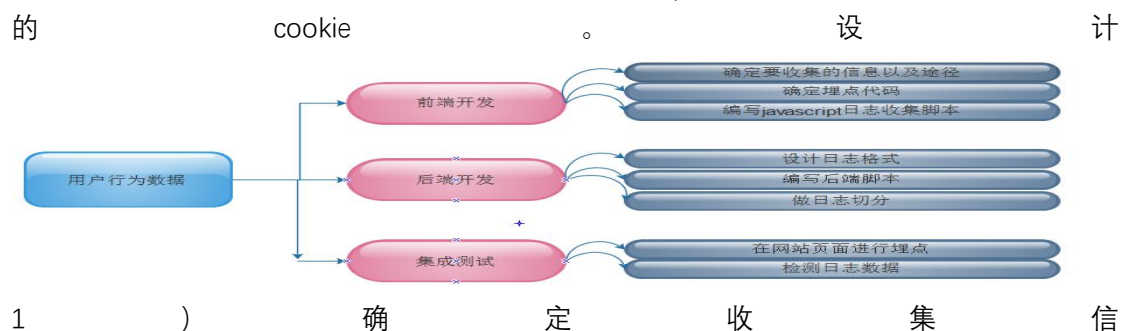 的 cookie 。 设 计
确定要收集的信息以及途径
前端开发
确定埋点代码
编写javascript日志收集脚本
设计日志格式
用户行为数据
后端开发
编写后端脚本
做日志切分
在网站页面进行埋点
集成测试
检测日志数据
1 ) 确 定 收 集 信